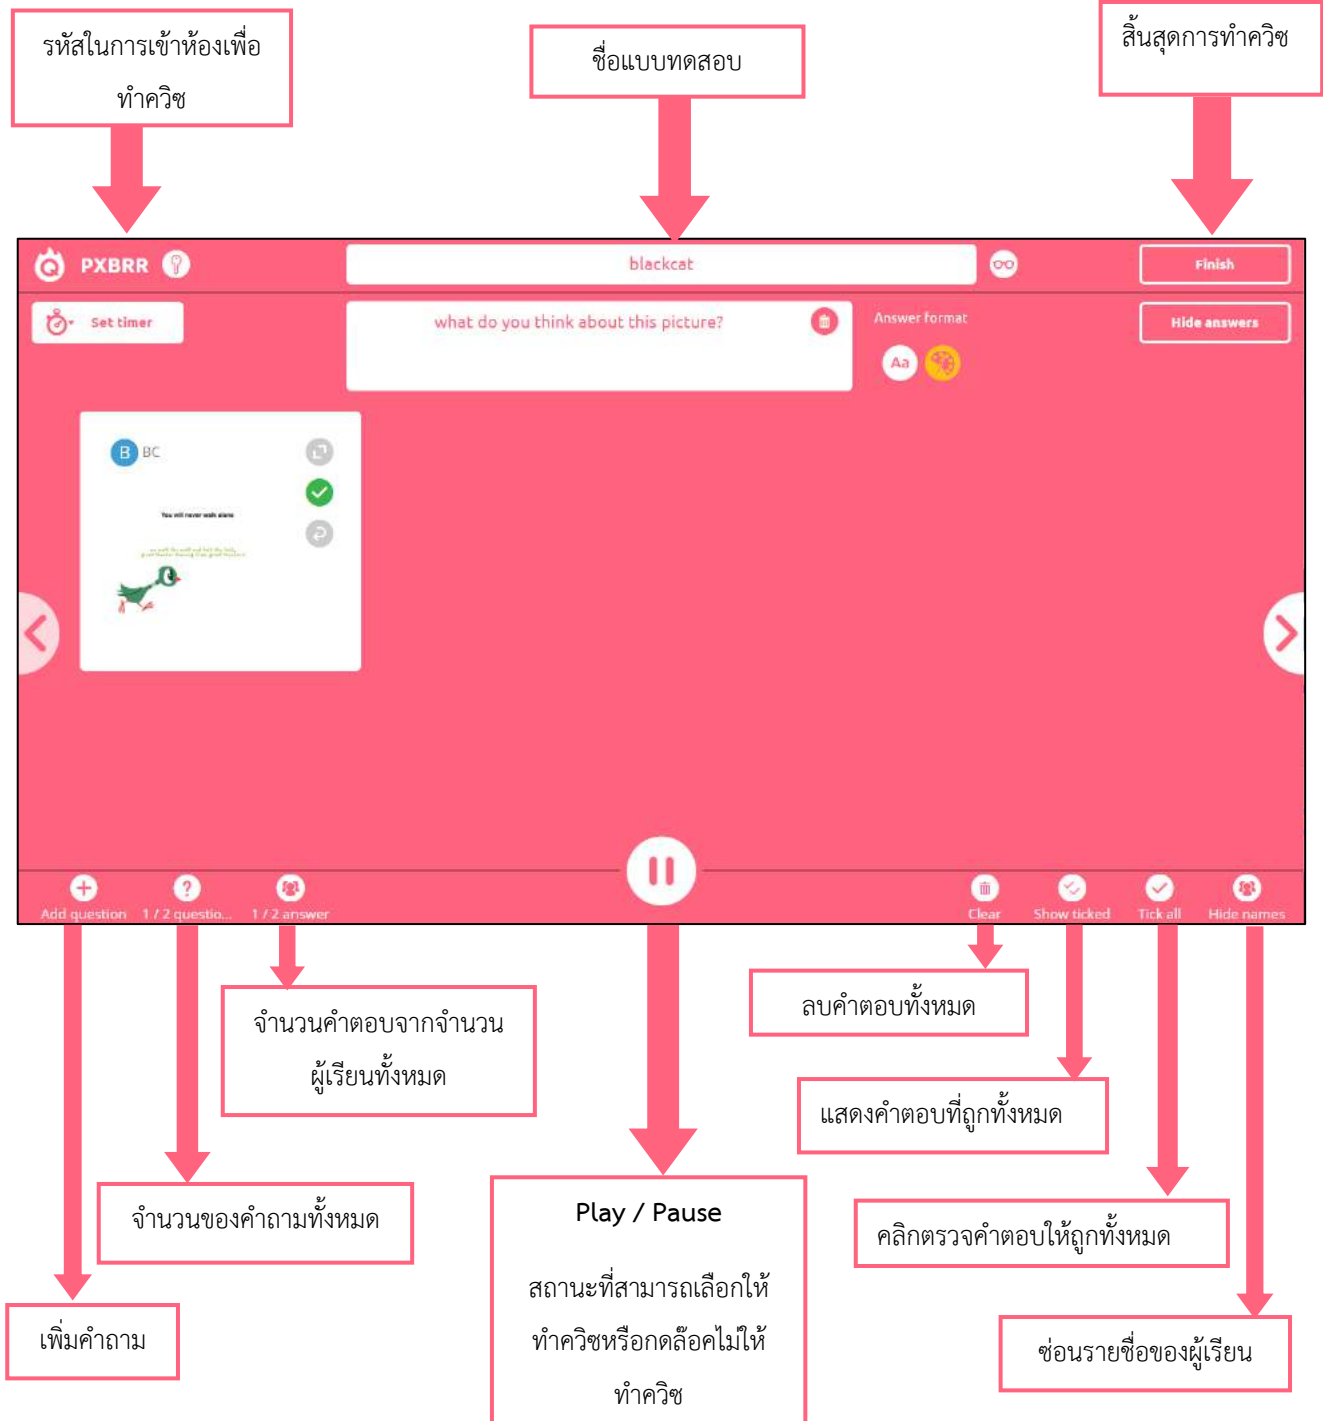 รหัสในการเข้าห้องเพื่อ
ทำควิซ
ชื่อแบบทดสอบ
สิ้นสุดการทำควิซ
PXBRR
blackcat
Finish
Set timer
what do you think about this picture?
Answer format
Hide answers
Aa
B BC
You will never walk alone
Add question
1 / 2 questio...
1 / 2 answer
Clear
Show ticked
Tick all
Hide names
จำนวนคำตอบจากจำนวน
ผู้เรียนทั้งหมด
ลบคำตอบทั้งหมด
แสดงคำตอบที่ถูกทั้งหมด
จำนวนของคำถามทั้งหมด
Play / Pause
สถานะที่สามารถเลือกให้
ทำควิซหรือกดล๊อคไม่ให้
ทำควิซ
คลิกตรวจคำตอบให้ถูกทั้งหมด
เพิ่มคำถาม
ซ่อนรายชื่อของผู้เรียน